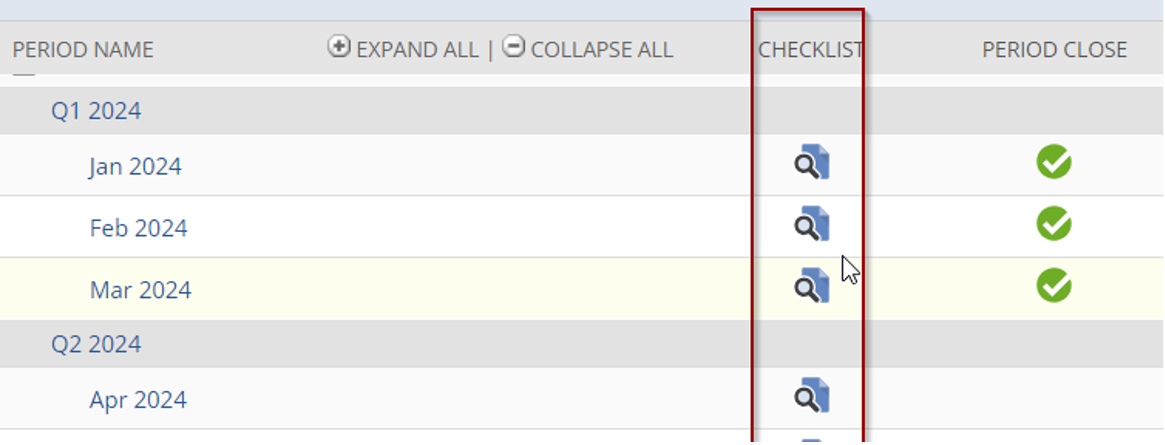 PERIOD NAME EXPAND ALL | COLLAPSE ALL CHECKLIST PERIOD CLOSE
Q1 2024
Jan 2024
Feb 2024
Mar 2024
Q2 2024
Apr 2024